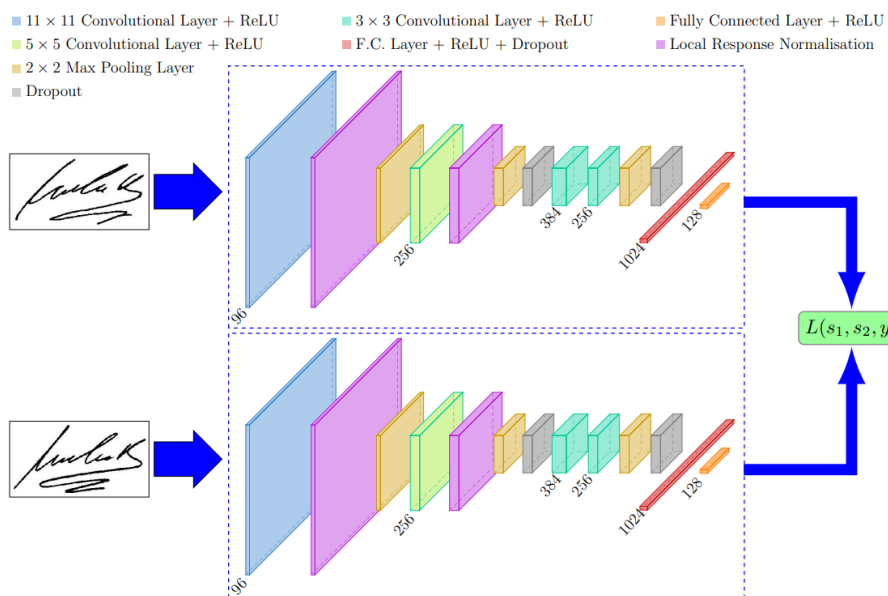 11 × 11 Convolutional Layer + ReLU
3 × 3 Convolutional Layer + ReLU
Fully Connected Layer + ReLU
5 × 5 Convolutional Layer + ReLU
F.C. Layer + ReLU + Dropout
Local Response Normalisation
2 × 2 Max Pooling Layer
Dropout
96
256
384
256
1024
128
L(s₁, s₂, y
96
256
384
256
1024
128